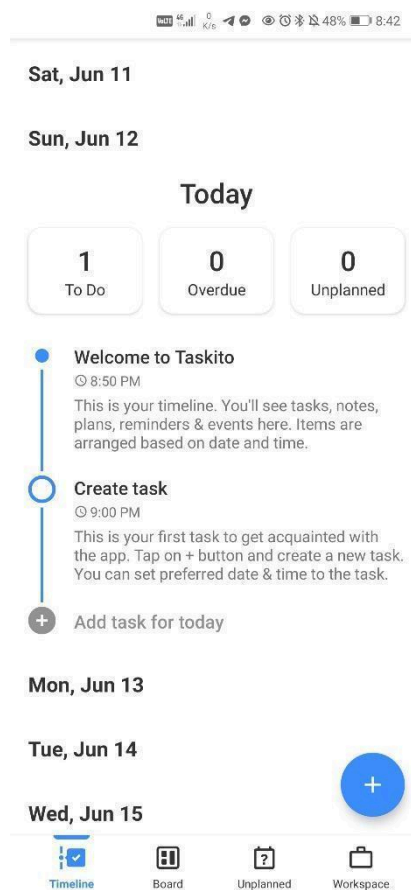 VoLTE 46 0 K/s 48% 8:42
Sat, Jun 11
Sun, Jun 12
Today
1 0 0
To Do Overdue Unplanned
Welcome to Taskito
8:50 PM
This is your timeline. You'll see tasks, notes,
plans, reminders & events here. Items are
arranged based on date and time.
Create task
9:00 PM
This is your first task to get acquainted with
the app. Tap on + button and create a new task.
You can set preferred date & time to the task.
+ Add task for today
Mon, Jun 13
Tue, Jun 14
+
Wed, Jun 15
Timeline Board Unplanned Workspace